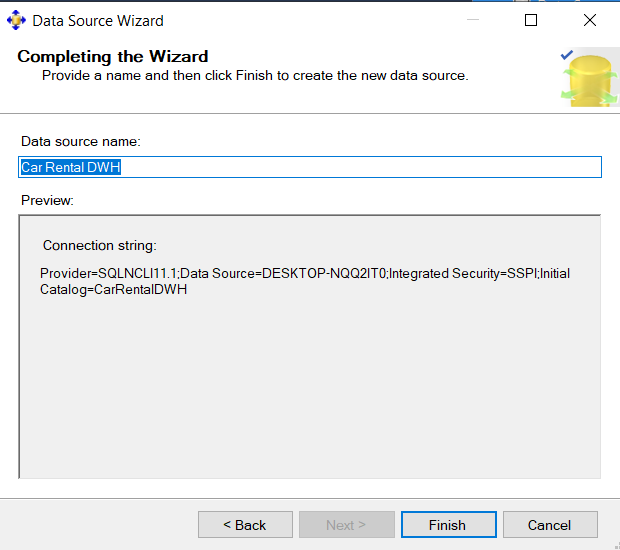 Data Source Wizard
Completing the Wizard
Provide a name and then click Finish to create the new data source.
Data source name:
Car Rental DWH
Preview:
Connection string:
Provider=SQLNCLI11.1;Data Source=DESKTOP-NQQ2IT0;Integrated Security=SSPI;Initial
Catalog=CarRentalDWH
< Back
Next >
Finish
Cancel